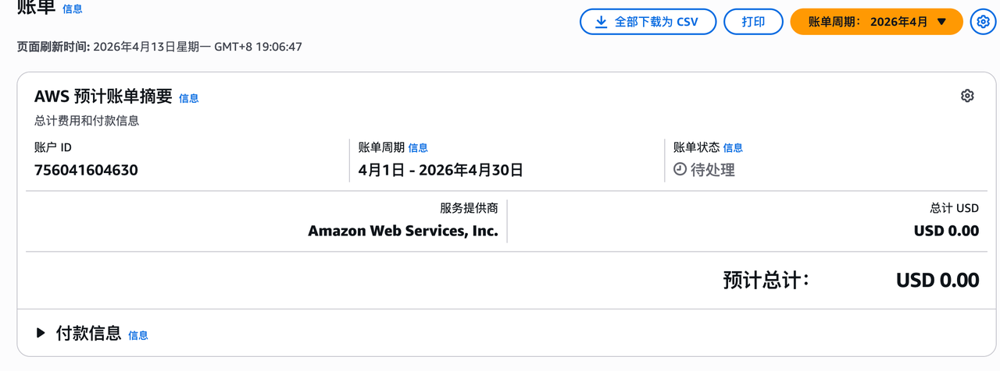 账单 信息
全部下载为 CSV
打印
账单周期： 2026年4月
页面刷新时间: 2026年4月13日星期一 GMT+8 19:06:47
AWS 预计账单摘要 信息
总计费用和付款信息
账户 ID
756041604630
账单周期 信息
4月1日 - 2026年4月30日
账单状态 信息
待处理
服务提供商
Amazon Web Services, Inc.
总计 USD
USD 0.00
预计总计： USD 0.00
付款信息 信息